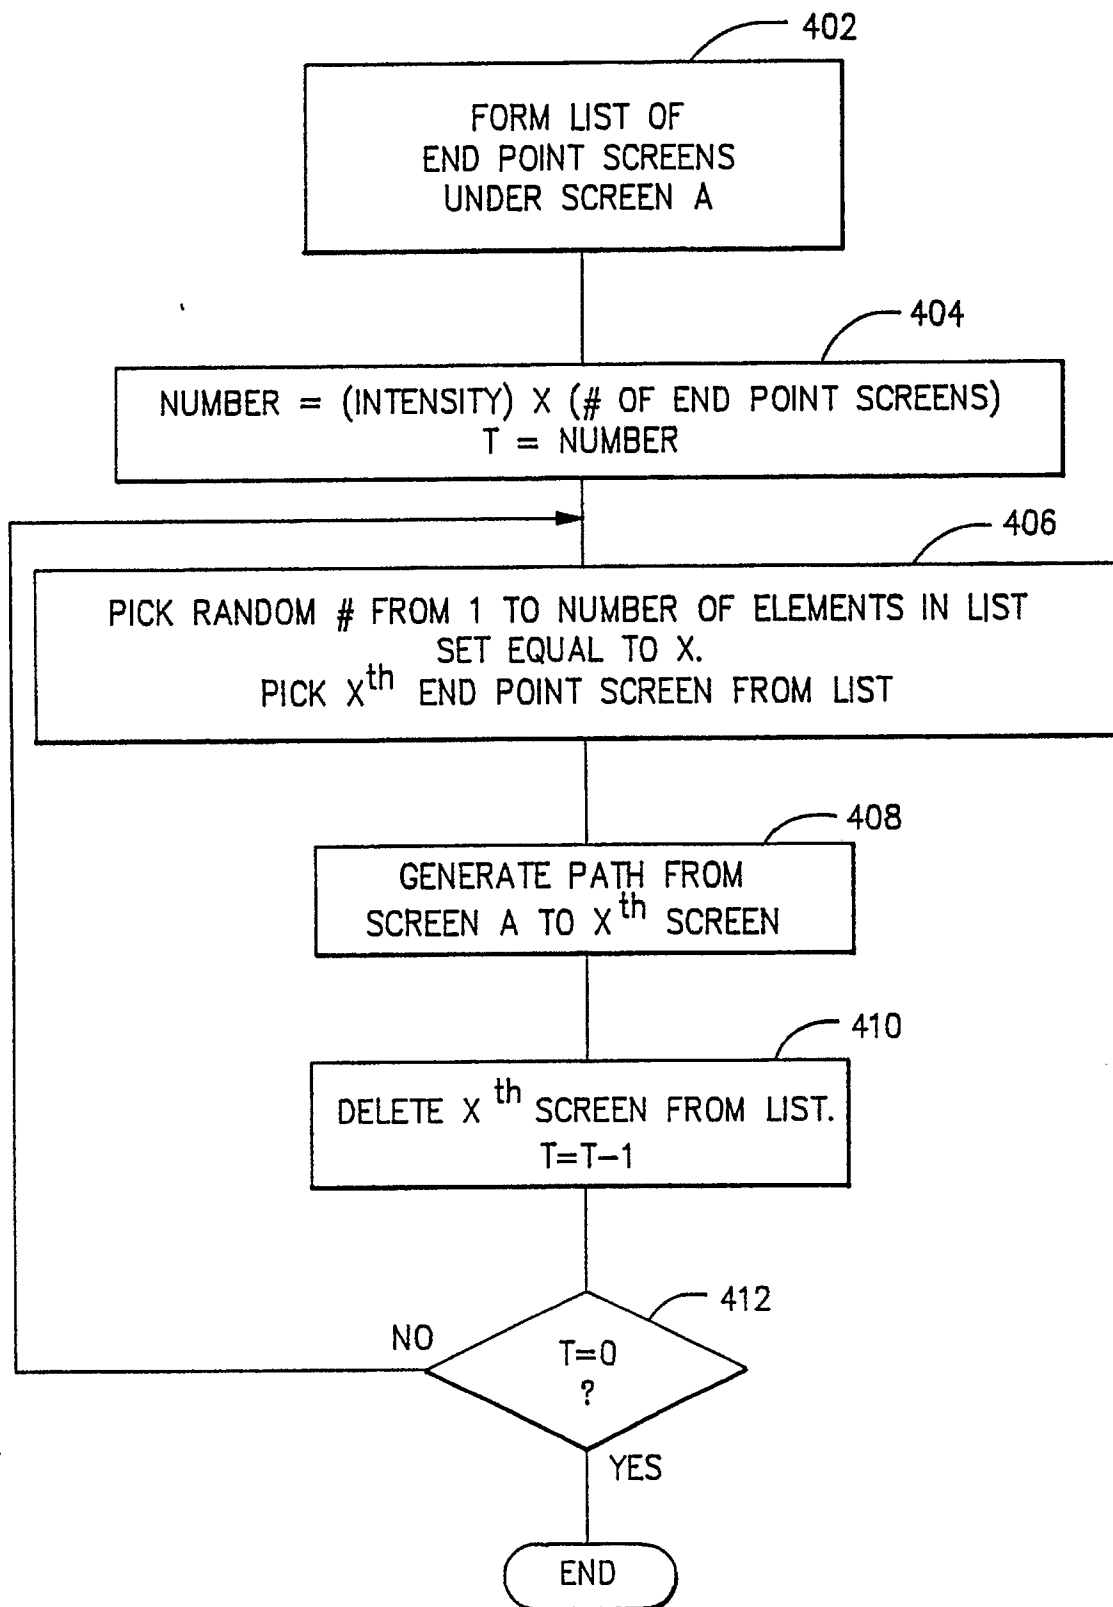 402
FORM LIST OF
END POINT SCREENS
UNDER SCREEN A
404
NUMBER = (INTENSITY) X (# OF END POINT SCREENS)
T = NUMBER
406
PICK RANDOM # FROM 1 TO NUMBER OF ELEMENTS IN LIST
SET EQUAL TO X.
PICK Xth END POINT SCREEN FROM LIST
408
GENERATE PATH FROM
SCREEN A TO Xth SCREEN
410
DELETE X th SCREEN FROM LIST.
T=T-1
412
NO
T=0
?
YES
END